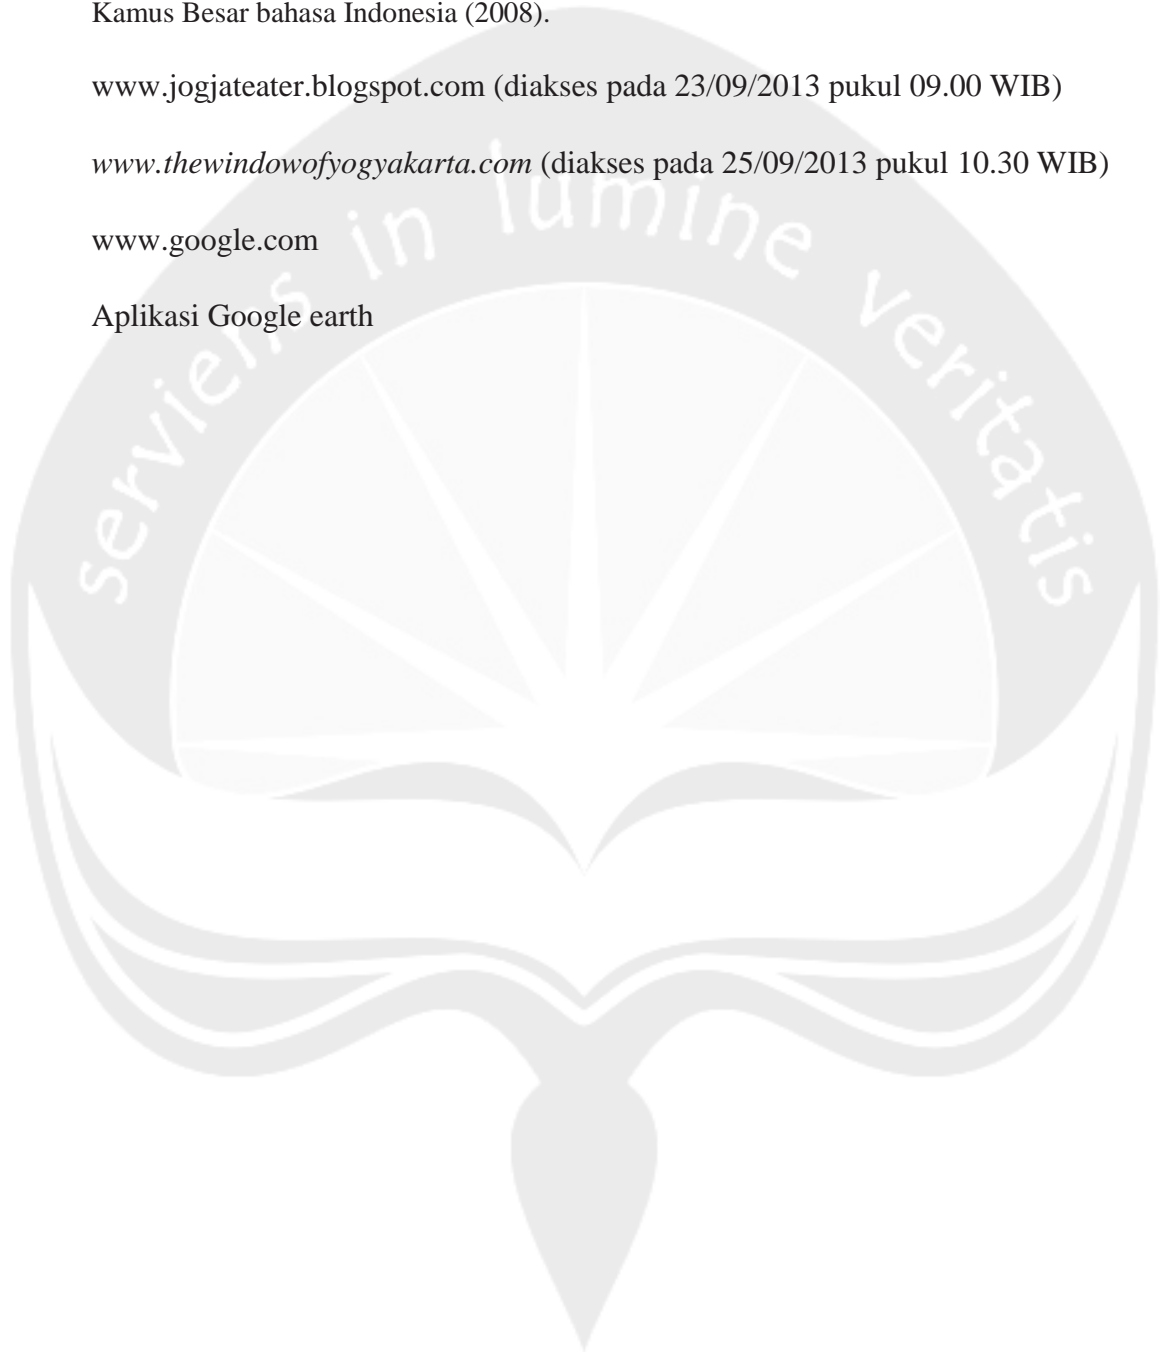 Kamus Besar bahasa Indonesia (2008).
www.jogjateater.blogspot.com (diakses pada 23/09/2013 pukul 09.00 WIB)
www.thewindowofyogyakarta.com (diakses pada 25/09/2013 pukul 10.30 WIB)
www.google.com
Aplikasi Google earth
serviens in lumine veritatis